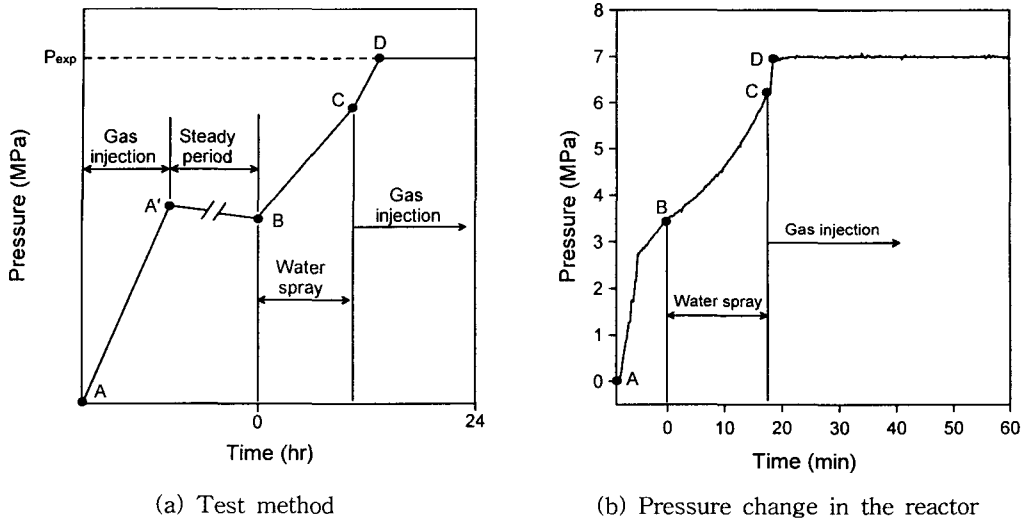 Pressure (MPa)
Pexp
D
C
Gas
injection
Steady
period
A'
B
Gas
injection
Water
spray
A
0
24
Time (hr)
(a) Test method
Pressure (MPa)
8
7
6
5
4
3
2
1
0
D
C
B
Gas injection
Water spray
A
0
10
20
30
40
50
60
Time (min)
(b) Pressure change in the reactor